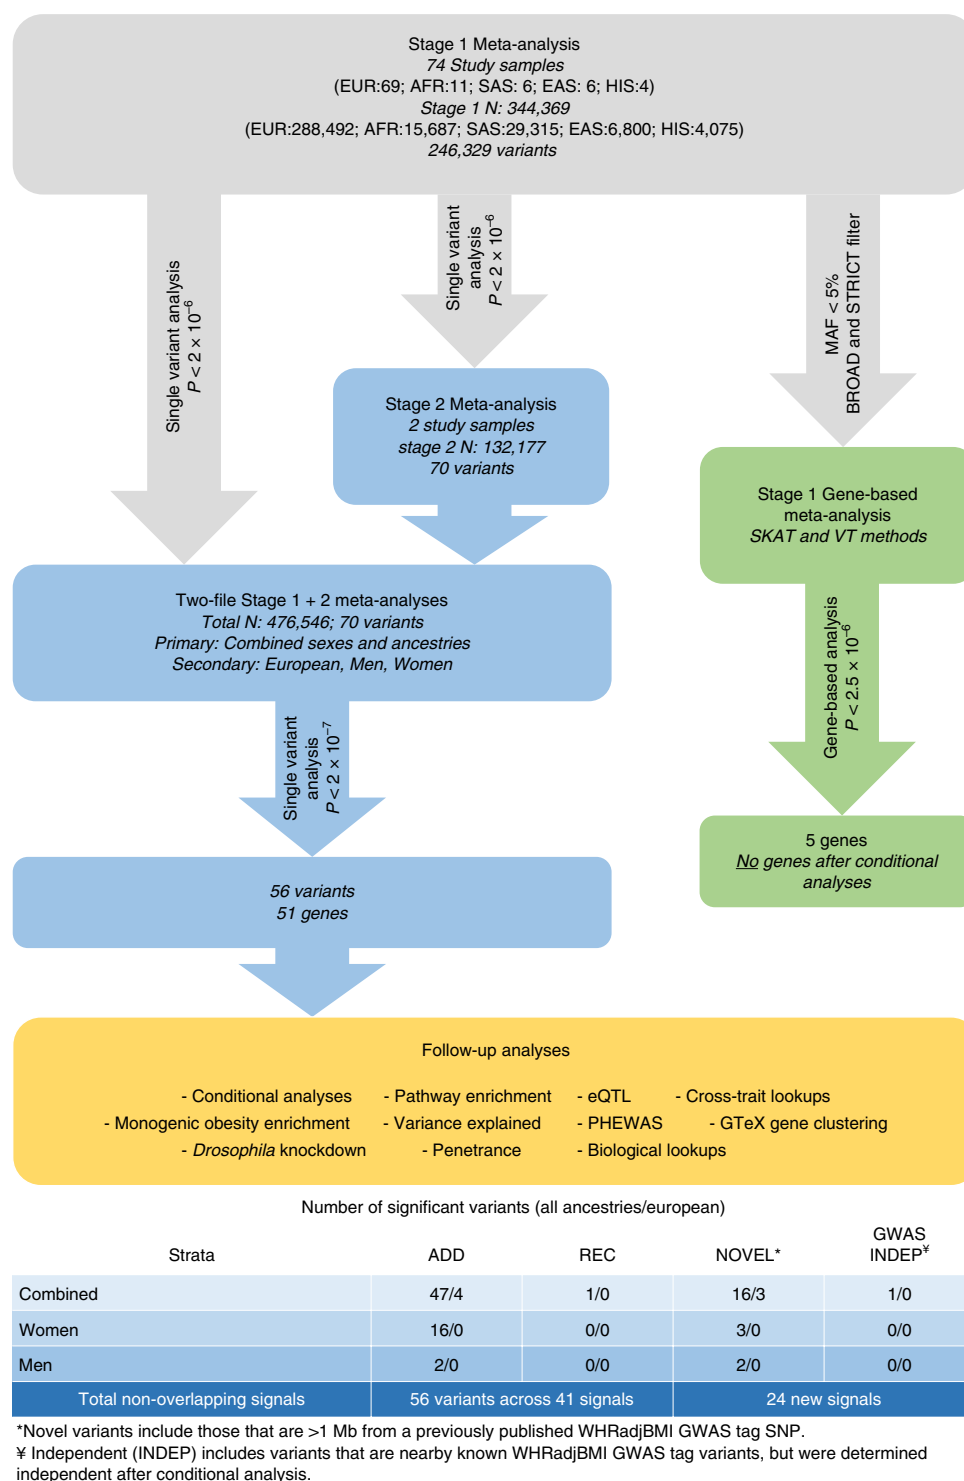 Stage 1 Meta-analysis
74 Study samples
(EUR:69; AFR:11; SAS: 6; EAS: 6; HIS:4)
Stage 1 N: 344,369
(EUR:288,492; AFR:15,687; SAS:29,315; EAS:6,800; HIS:4,075)
246,329 variants
Single variant analysis
P < 2 × 10⁻⁶
Single variant
analysis
P < 2 × 10⁻⁶
MAF < 5%
BROAD and STRICT filter
Stage 2 Meta-analysis
2 study samples
stage 2 N: 132,177
70 variants
Stage 1 Gene-based
meta-analysis
SKAT and VT methods
Two-file Stage 1 + 2 meta-analyses
Total N: 476,546; 70 variants
Primary: Combined sexes and ancestries
Secondary: European, Men, Women
Gene-based analysis
P < 2.5 × 10⁻⁶
Single variant
analysis
P < 2 × 10⁻⁷
5 genes
No genes after conditional
analyses
56 variants
51 genes
Follow-up analyses
- Conditional analyses - Pathway enrichment - eQTL - Cross-trait lookups
- Monogenic obesity enrichment - Variance explained - PHEWAS - GTeX gene clustering
- Drosophila knockdown - Penetrance - Biological lookups
Number of significant variants (all ancestries/european)
Strata ADD REC NOVEL* GWAS INDEP¥
Combined 47/4 1/0 16/3 1/0
Women 16/0 0/0 3/0 0/0
Men 2/0 0/0 2/0 0/0
Total non-overlapping signals 56 variants across 41 signals 24 new signals
*Novel variants include those that are >1 Mb from a previously published WHRadjBMI GWAS tag SNP.
¥ Independent (INDEP) includes variants that are nearby known WHRadjBMI GWAS tag variants, but were determined
independent after conditional analysis.